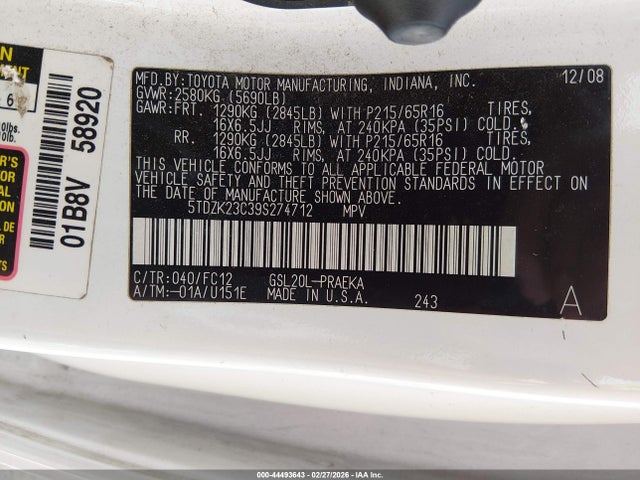 MFD.BY:TOYOTA MOTOR MANUFACTURING, INDIANA, INC. 12/08
GVWR:2580KG (5690LB)
GAWR:FRT. 1290KG (2845LB) WITH P215/65R16 TIRES,
16X6.5JJ RIMS, AT 240KPA (35PSI) COLD.
RR. 1290KG (2845LB) WITH P215/65R16 TIRES,
16X6.5JJ RIMS, AT 240KPA (35PSI) COLD.
THIS VEHICLE CONFORMS TO ALL APPLICABLE FEDERAL MOTOR
VEHICLE SAFETY AND THEFT PREVENTION STANDARDS IN EFFECT ON
THE DATE OF MANUFACTURE SHOWN ABOVE.
5TDZK23C39S274712 MPV
C/TR:040/FC12 GSL20L-PRAEKA
A/TM:-01A/U151E MADE IN U.S.A. 243 A
01B8V 58920
6
lbs.
R'S
AL
000-44493643 - 02/27/2026 - IAA Inc.